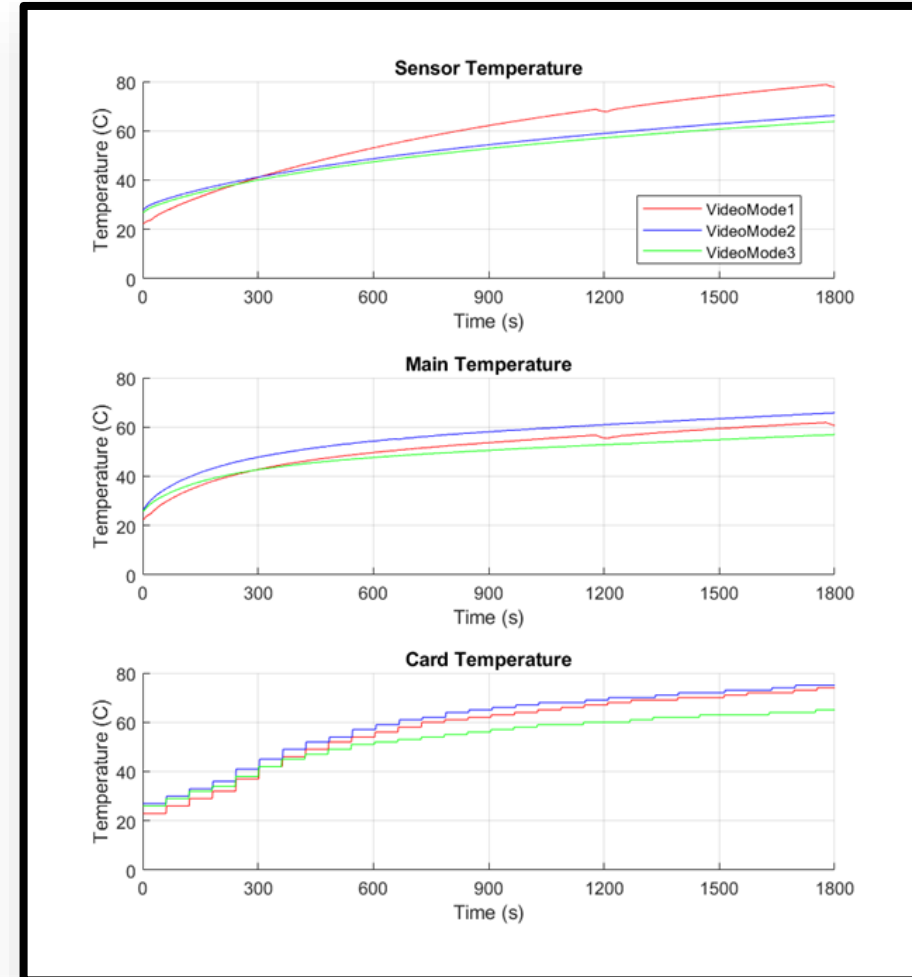 Sensor Temperature
80
60
40
20
0
Temperature (C)
VideoMode1
VideoMode2
VideoMode3
0 300 600 900 1200 1500 1800
Time (s)
Main Temperature
80
60
40
20
0
Temperature (C)
0 300 600 900 1200 1500 1800
Time (s)
Card Temperature
80
60
40
20
0
Temperature (C)
0 300 600 900 1200 1500 1800
Time (s)